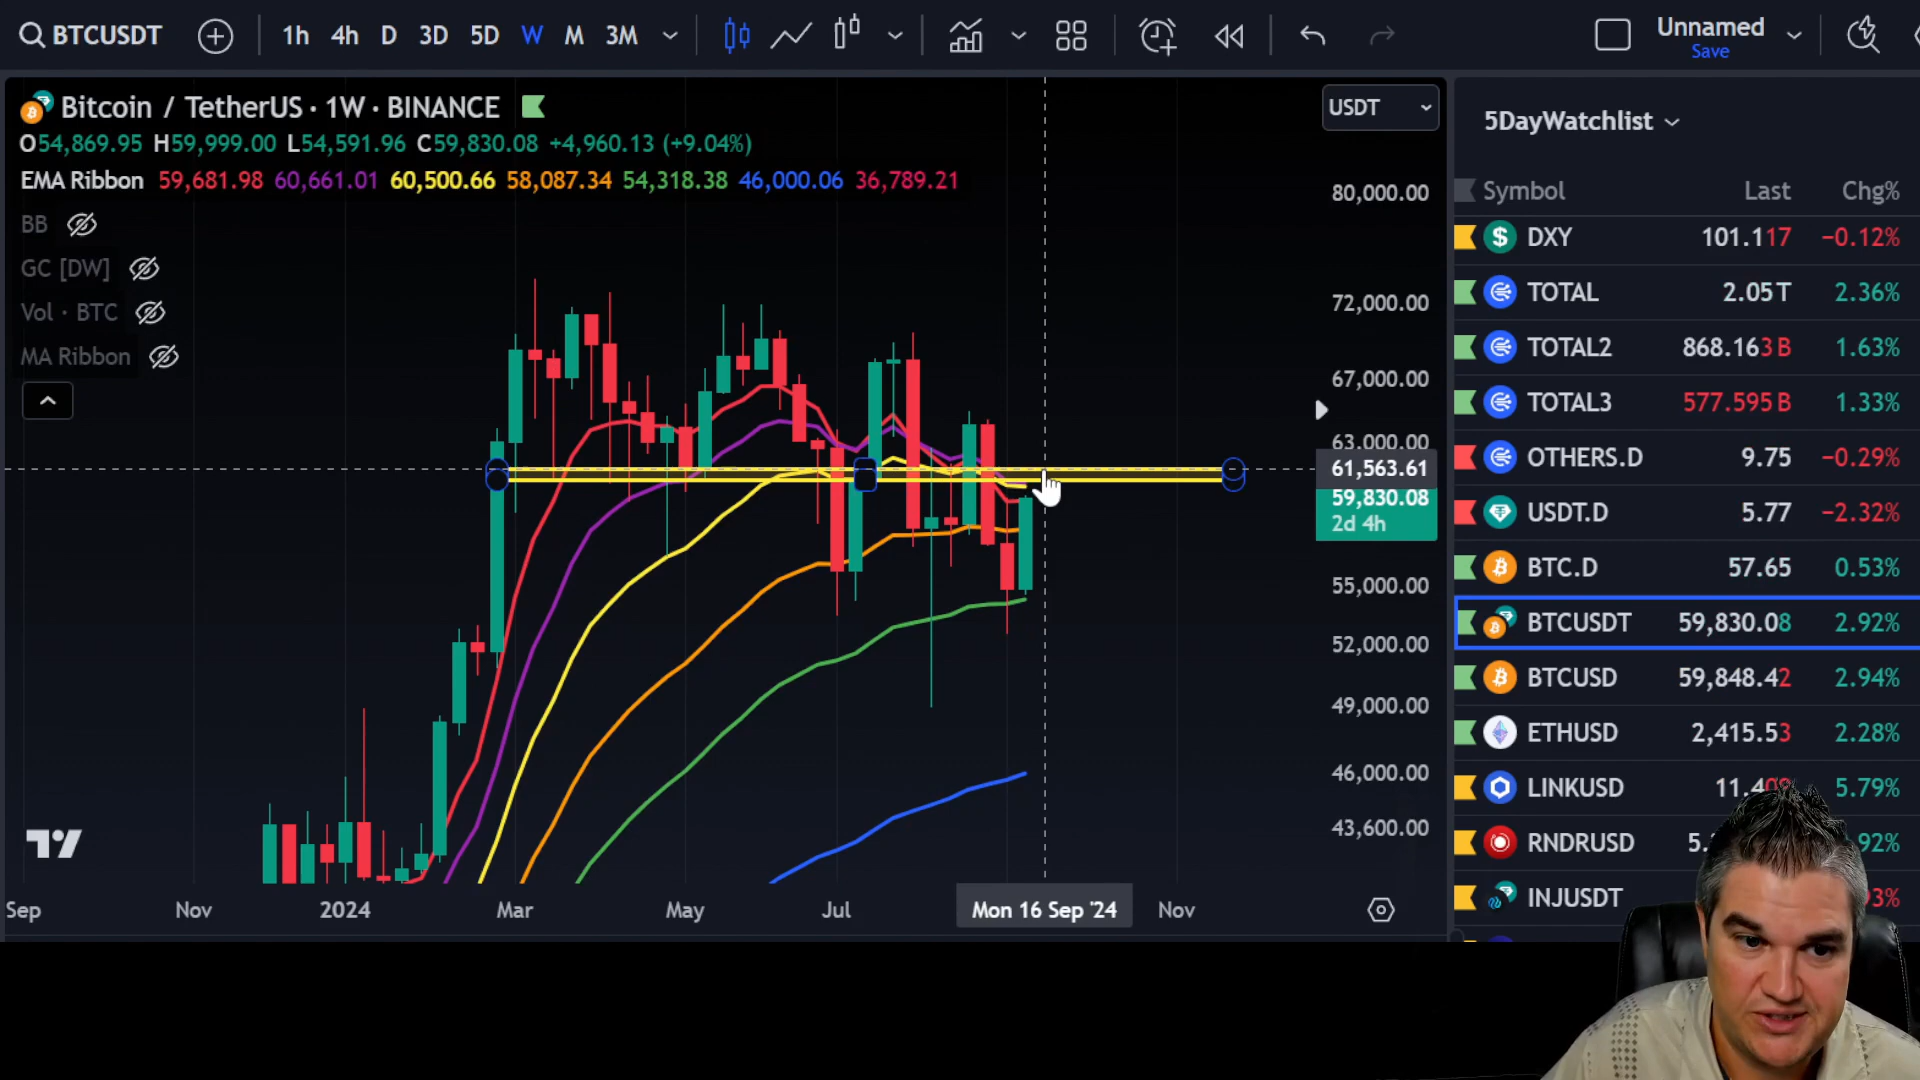 BTCUSDT 1h 4h D 3D 5D W M 3M Unnamed
Save
Bitcoin / TetherUS · 1W · BINANCE USDT
O54,869.95 H59,999.00 L54,591.96 C59,830.08 +4,960.13 (+9.04%)
EMA Ribbon 59,681.98 60,661.01 60,500.66 58,087.34 54,318.38 46,000.06 36,789.21
BB
GC [DW]
Vol · BTC
MA Ribbon
80,000.00
72,000.00
67,000.00
63,000.00
61,563.61
59,830.08
2d 4h
55,000.00
52,000.00
49,000.00
46,000.00
43,600.00
Sep Nov 2024 Mar May Jul Mon 16 Sep '24 Nov
5DayWatchlist
Symbol Last Chg%
DXY 101.117 −0.12%
TOTAL 2.05T 2.36%
TOTAL2 868.163B 1.63%
TOTAL3 577.595B 1.33%
OTHERS.D 9.75 −0.29%
USDT.D 5.77 −2.32%
BTC.D 57.65 0.53%
BTCUSDT 59,830.08 2.92%
BTCUSD 59,848.42 2.94%
ETHUSD 2,415.53 2.28%
LINKUSD 5.79%
RNDRUSD
INJUSDT